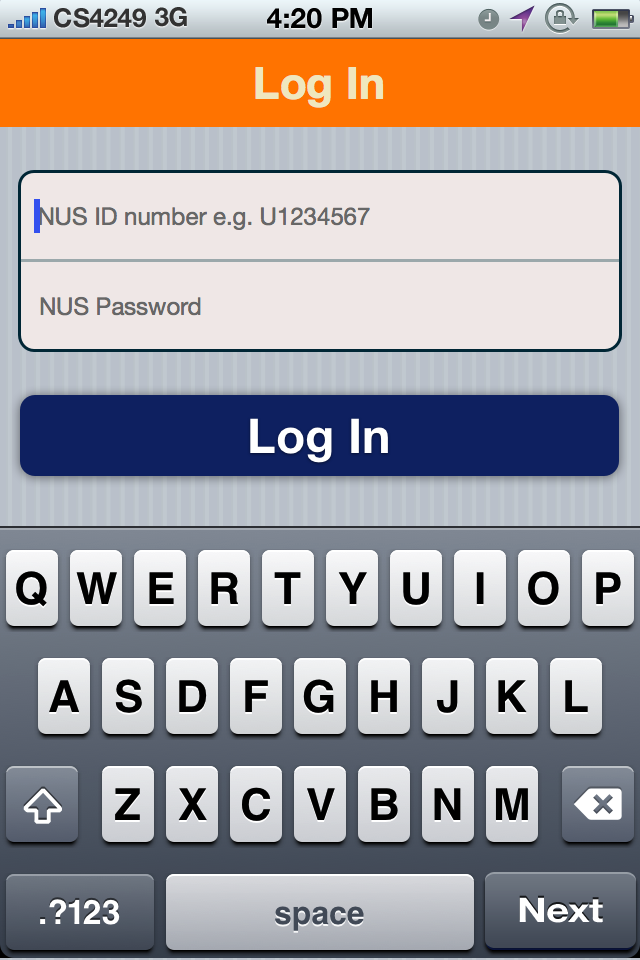 CS4249 3G 4:20 PM
Log In
NUS ID number e.g. U1234567
NUS Password
Log In
Q W E R T Y U I O P
A S D F G H J K L
Z X C V B N M
.?123 space Next